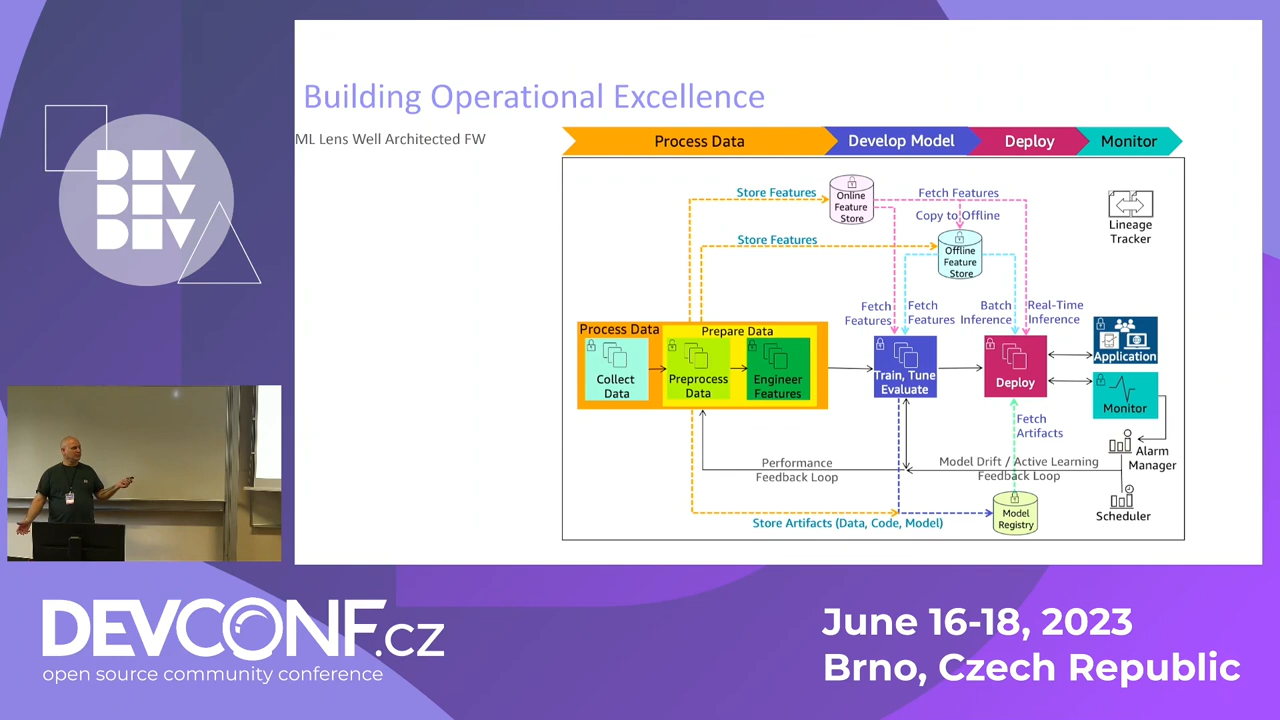 Building Operational Excellence
ML Lens Well Architected FW
Process Data
Develop Model
Deploy
Monitor
Store Features
Online
Feature
Store
Fetch Features
Copy to Offline
Lineage
Tracker
Store Features
Offline
Feature
Store
Fetch
Features
Fetch
Features
Batch
Inference
Real-Time
Inference
Process Data
Prepare Data
Collect
Data
Preprocess
Data
Engineer
Features
Train, Tune
Evaluate
Deploy
Application
Monitor
Fetch
Artifacts
Alarm
Manager
Performance
Feedback Loop
Model Drift / Active Learning
Feedback Loop
Scheduler
Model
Registry
Store Artifacts (Data, Code, Model)
DEV
DEV
DEV
DEVCONF.cz
open source community conference
June 16-18, 2023
Brno, Czech Republic